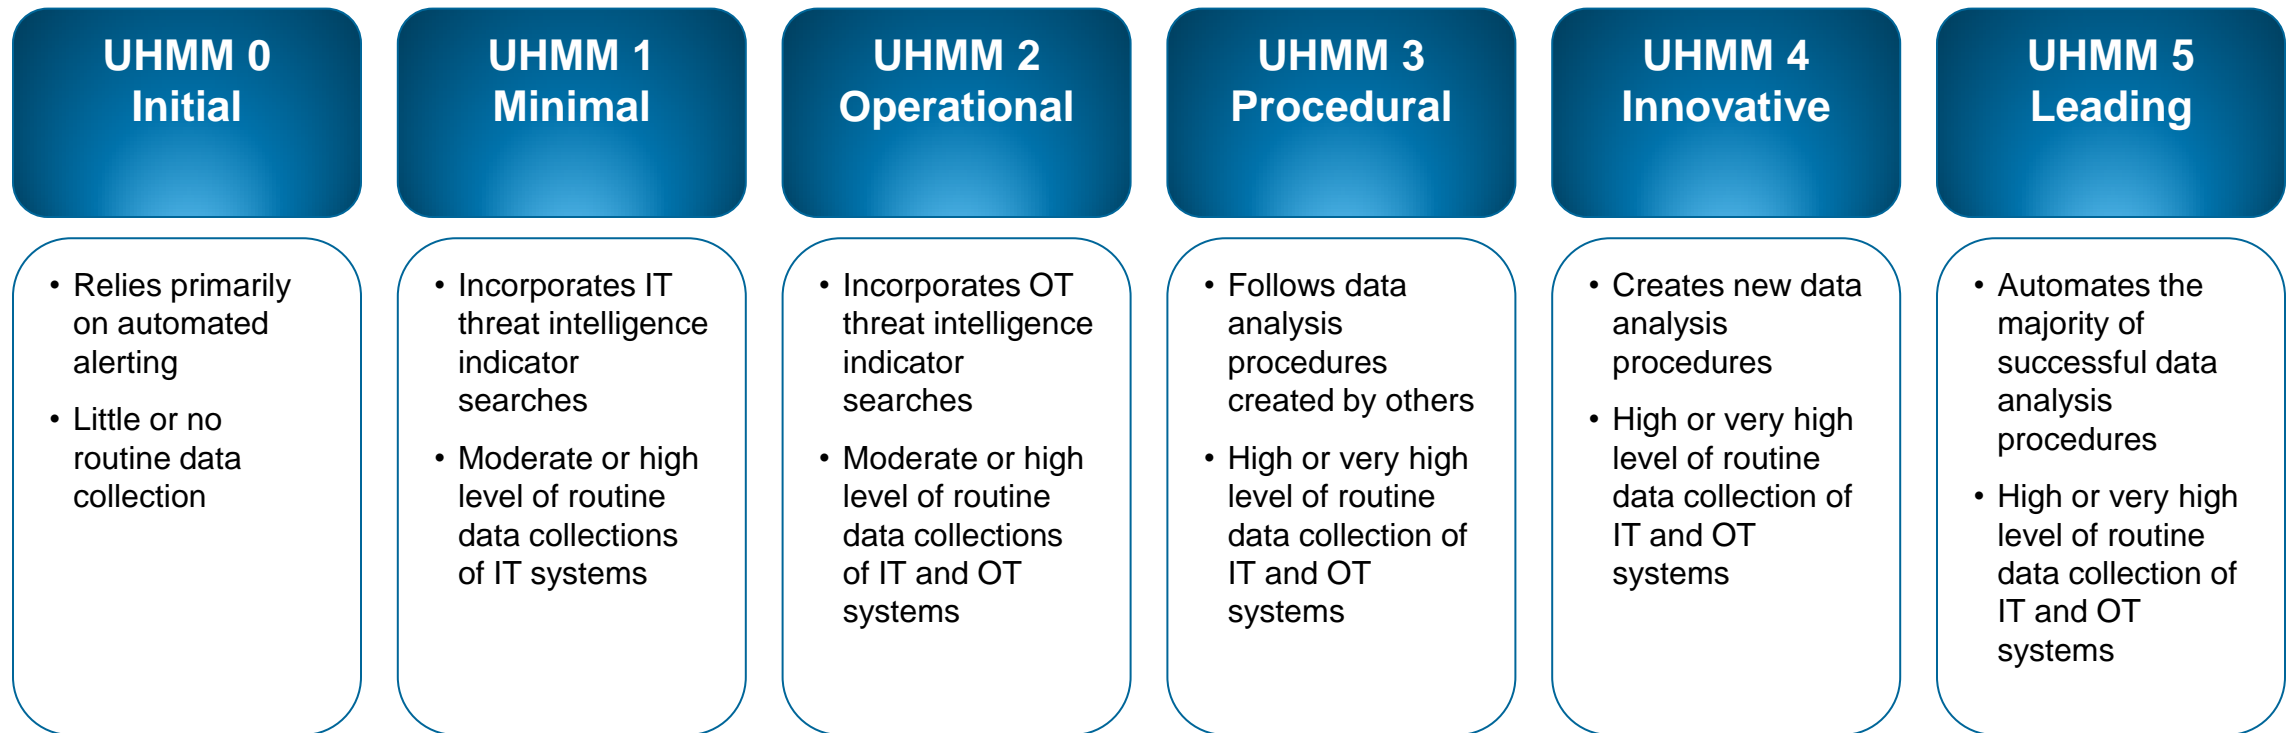 UHMM 0
Initial
• Relies primarily
on automated
alerting
• Little or no
routine data
collection
UHMM 1
Minimal
• Incorporates IT
threat intelligence
indicator
searches
• Moderate or high
level of routine
data collections
of IT systems
UHMM 2
Operational
• Incorporates OT
threat intelligence
indicator
searches
• Moderate or high
level of routine
data collections
of IT and OT
systems
UHMM 3
Procedural
• Follows data
analysis
procedures
created by others
• High or very high
level of routine
data collection of
IT and OT
systems
UHMM 4
Innovative
• Creates new data
analysis
procedures
• High or very high
level of routine
data collection of
IT and OT
systems
UHMM 5
Leading
• Automates the
majority of
successful data
analysis
procedures
• High or very high
level of routine
data collection of
IT and OT
systems